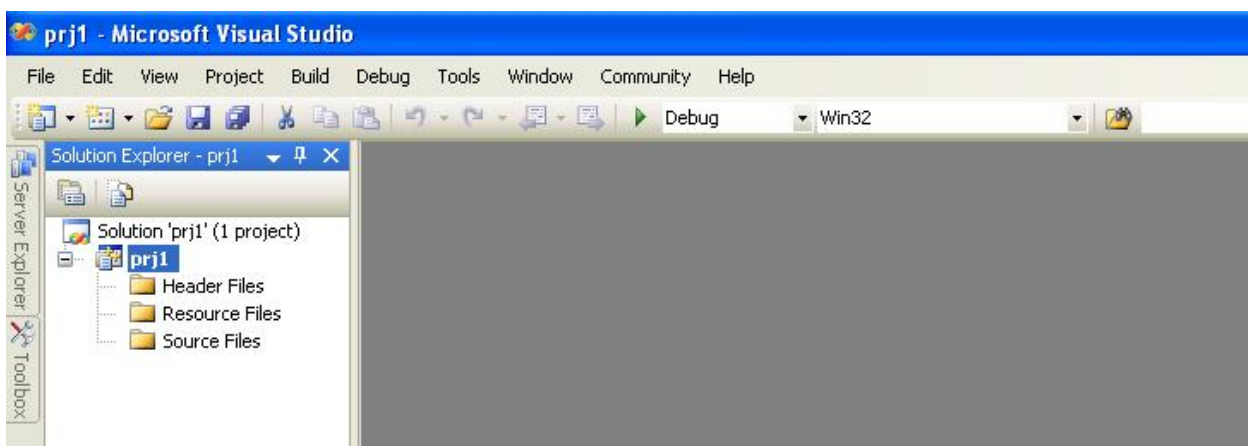 prj1 - Microsoft Visual Studio
File Edit View Project Build Debug Tools Window Community Help
Debug Win32
Server Explorer
Toolbox
Solution Explorer - prj1
Solution 'prj1' (1 project)
prj1
Header Files
Resource Files
Source Files